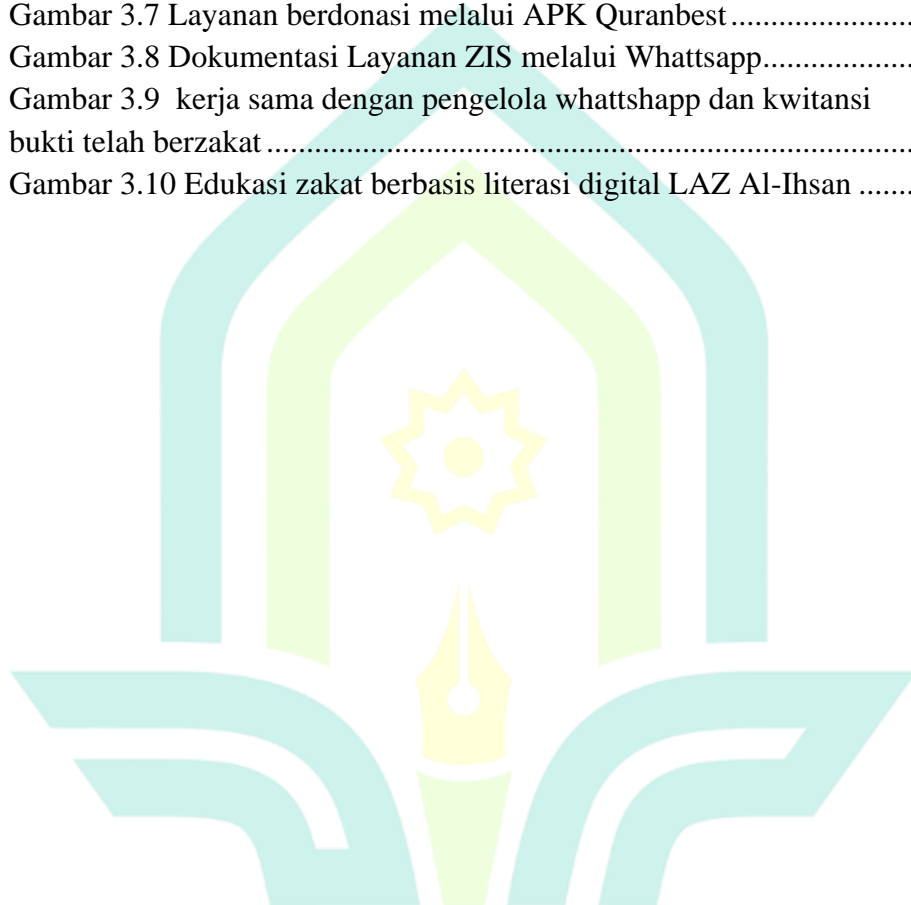 Gambar 3.7 Layanan berdonasi melalui APK Quranbest.......................
Gambar 3.8 Dokumentasi Layanan ZIS melalui Whattsapp...................
Gambar 3.9  kerja sama dengan pengelola whattshapp dan kwitansi
bukti telah berzakat................................................................................
Gambar 3.10 Edukasi zakat berbasis literasi digital LAZ Al-Ihsan .......